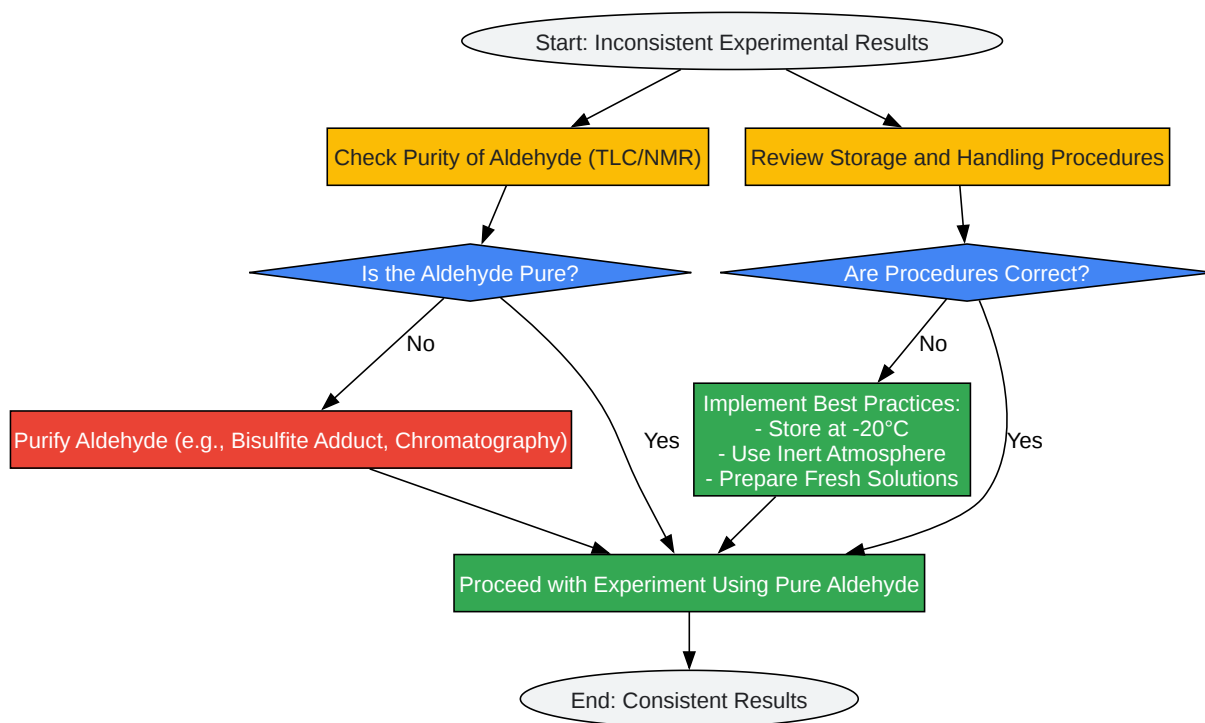 Start: Inconsistent Experimental Results
Check Purity of Aldehyde (TLC/NMR)
Review Storage and Handling Procedures
Is the Aldehyde Pure?
Are Procedures Correct?
No
No
Purify Aldehyde (e.g., Bisulfite Adduct, Chromatography)
Yes
Implement Best Practices:
- Store at -20°C
- Use Inert Atmosphere
- Prepare Fresh Solutions
Yes
Proceed with Experiment Using Pure Aldehyde
End: Consistent Results